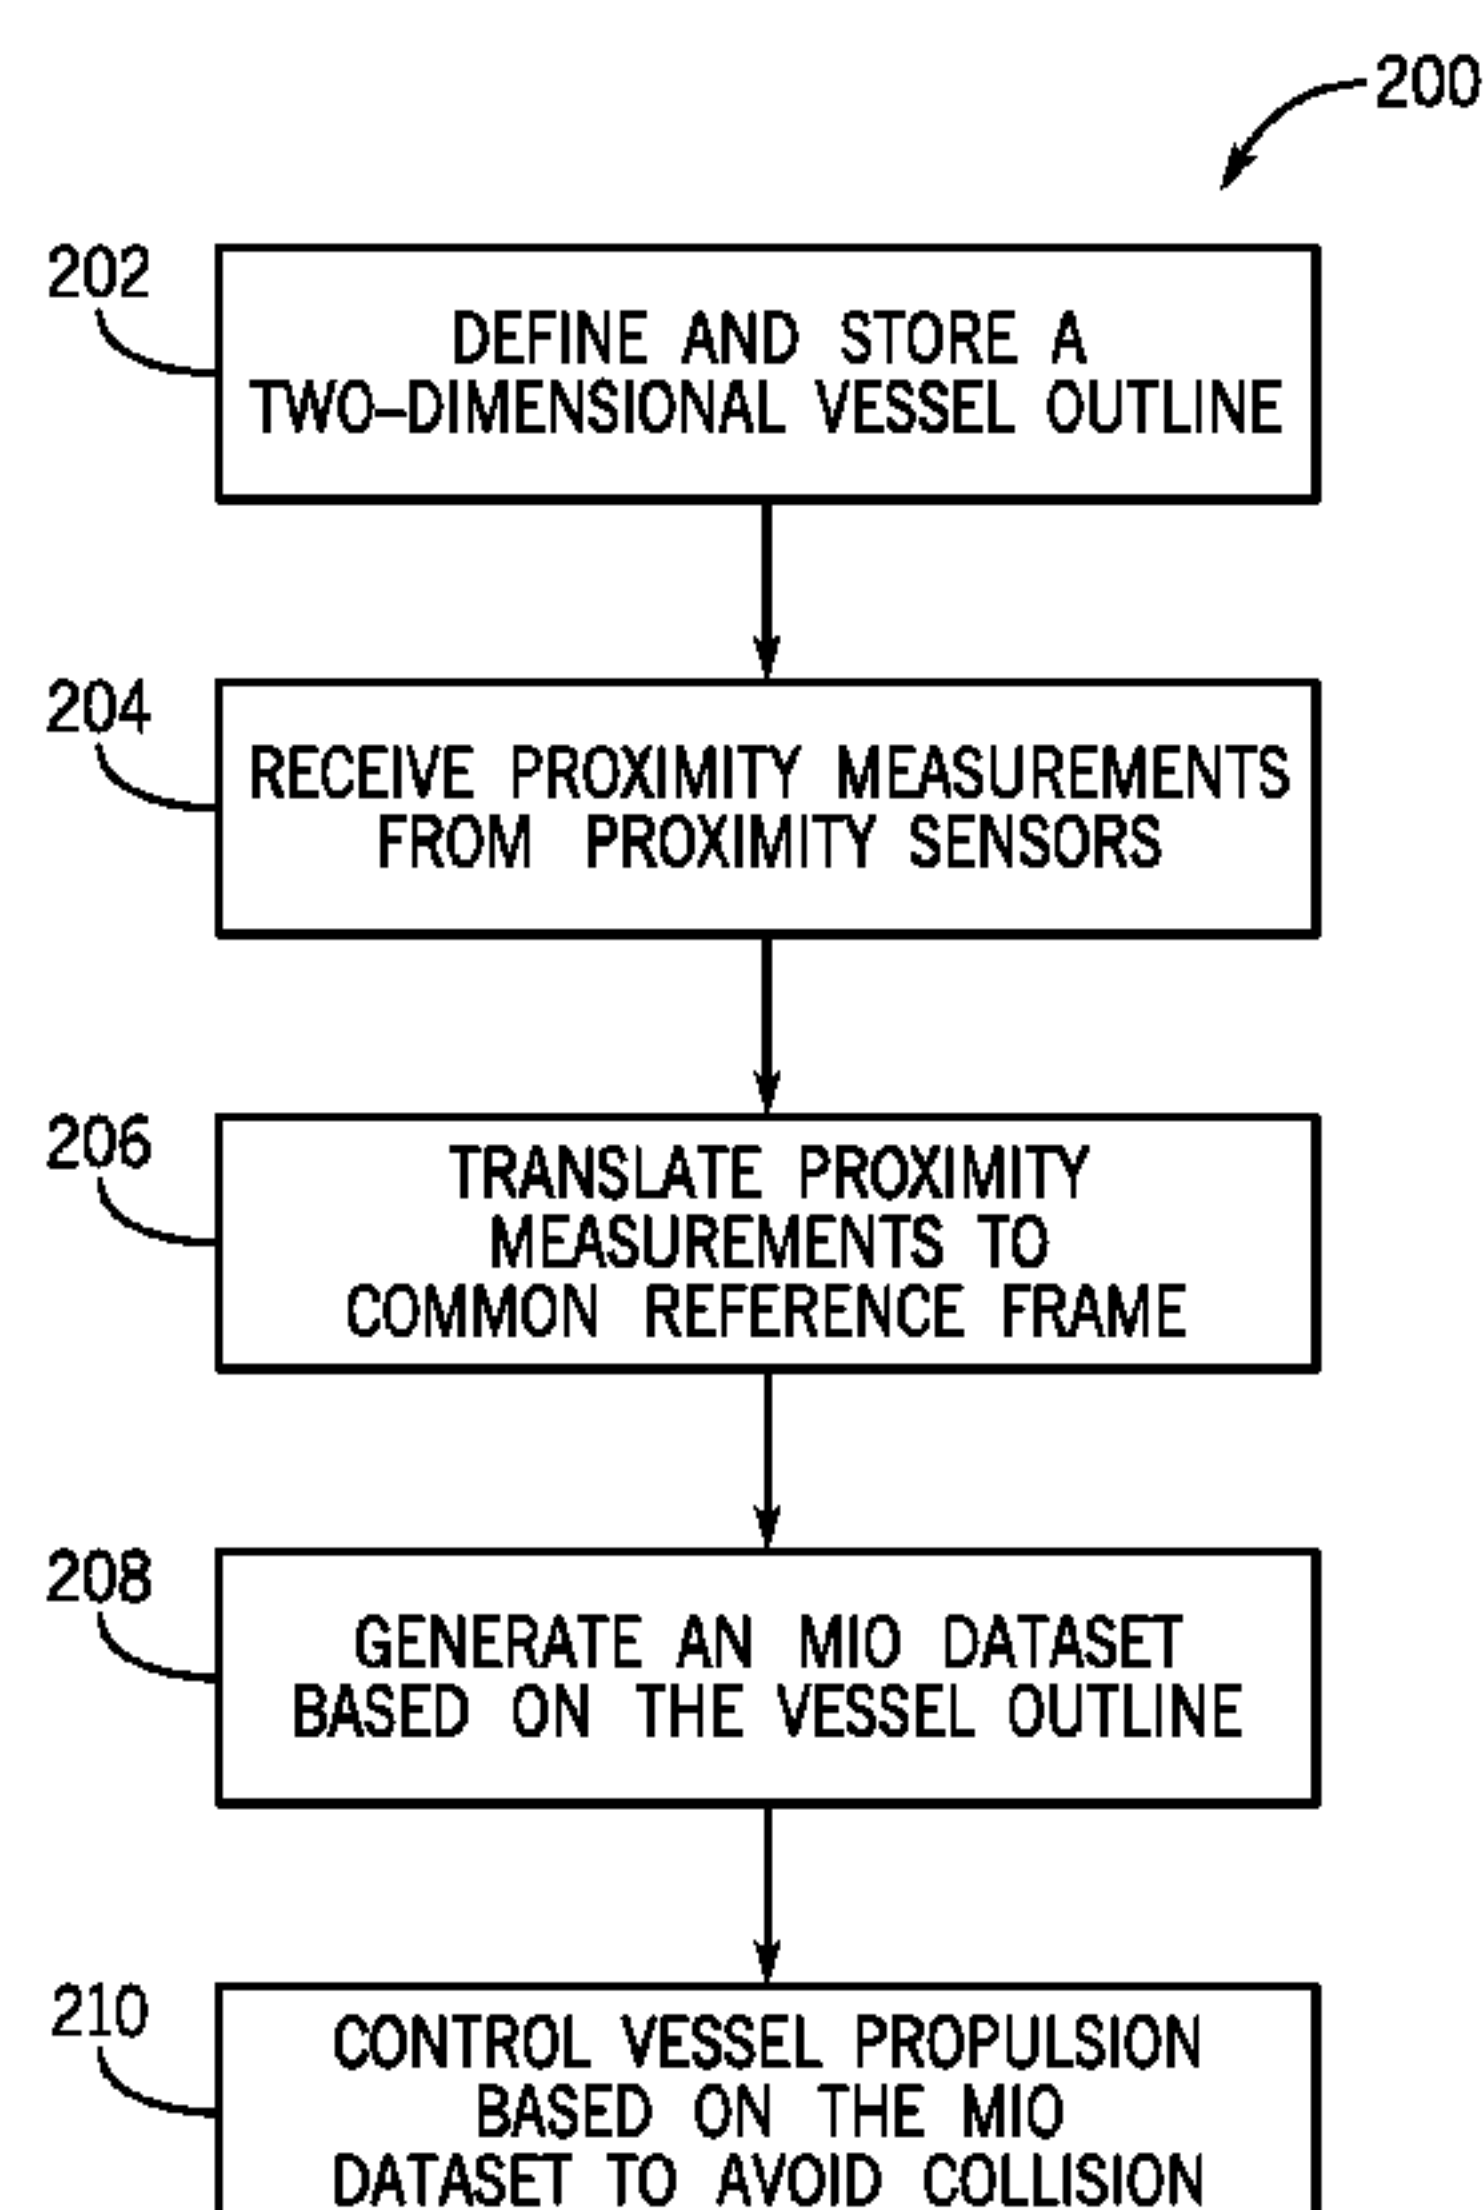 200
202
DEFINE AND STORE A
TWO-DIMENSIONAL VESSEL OUTLINE
204
RECEIVE PROXIMITY MEASUREMENTS
FROM PROXIMITY SENSORS
206
TRANSLATE PROXIMITY
MEASUREMENTS TO
COMMON REFERENCE FRAME
208
GENERATE AN MIO DATASET
BASED ON THE VESSEL OUTLINE
210
CONTROL VESSEL PROPULSION
BASED ON THE MIO
DATASET TO AVOID COLLISION